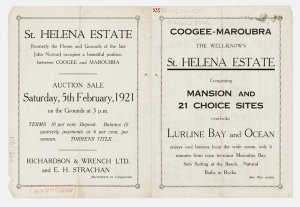 St. HELENA ESTATE
(formerly the Home and Grounds of the late
John Norton) occupies a beautiful position
between COOGEE and MAROUBRA
AUCTION SALE
Saturday, 5th February, 1921
on the Grounds at 3 p.m.
TERMS—10 per cent. Deposit. Balance 12
quarterly payments at 6 per cent. per
annum. TORRENS TITLE.
RICHARDSON & WRENCH LTD.
and E. H. STRACHAN
Auctioneers in Conjunction
COOGEE-MAROUBRA
THE WELL-KNOWN
St. HELENA ESTATE
Comprising
MANSION AND
21 CHOICE SITES
overlooks
LURLINE BAY and OCEAN
enjoys cool breezes from the wide ocean, only 6
minutes from tram terminus Maroubra Bay.
Safe Surfing at the Beach. Natural
Baths in Rocks.